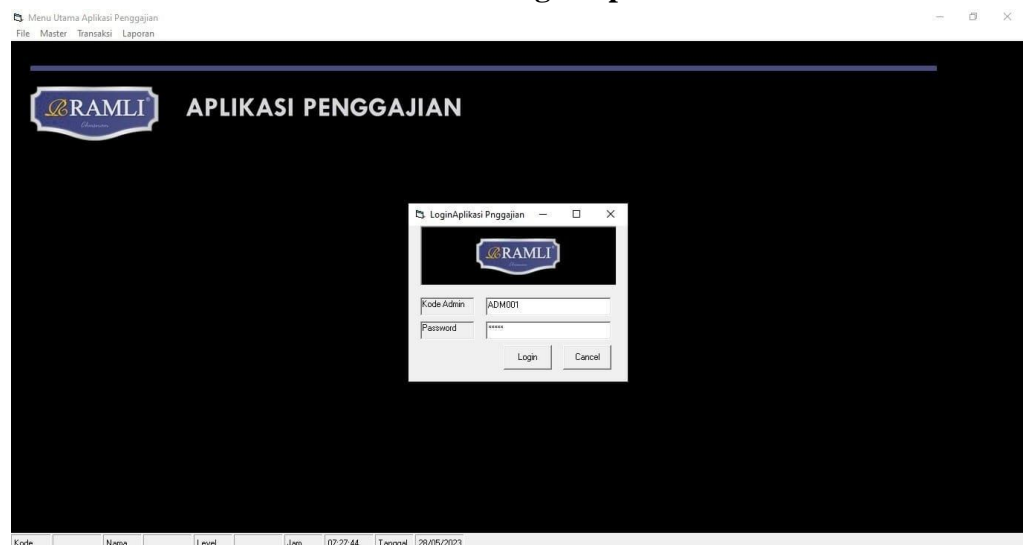 Menu Utama Aplikasi Penggajian
File Master Transaksi Laporan
RAMLI
APLIKASI PENGGAJIAN
LoginAplikasi Pnggajian
RAMLI
Kode Admin ADM001
Password *****
Login Cancel
Kode Nama Level Jam 07:27:44 Tanggal 28/05/2023